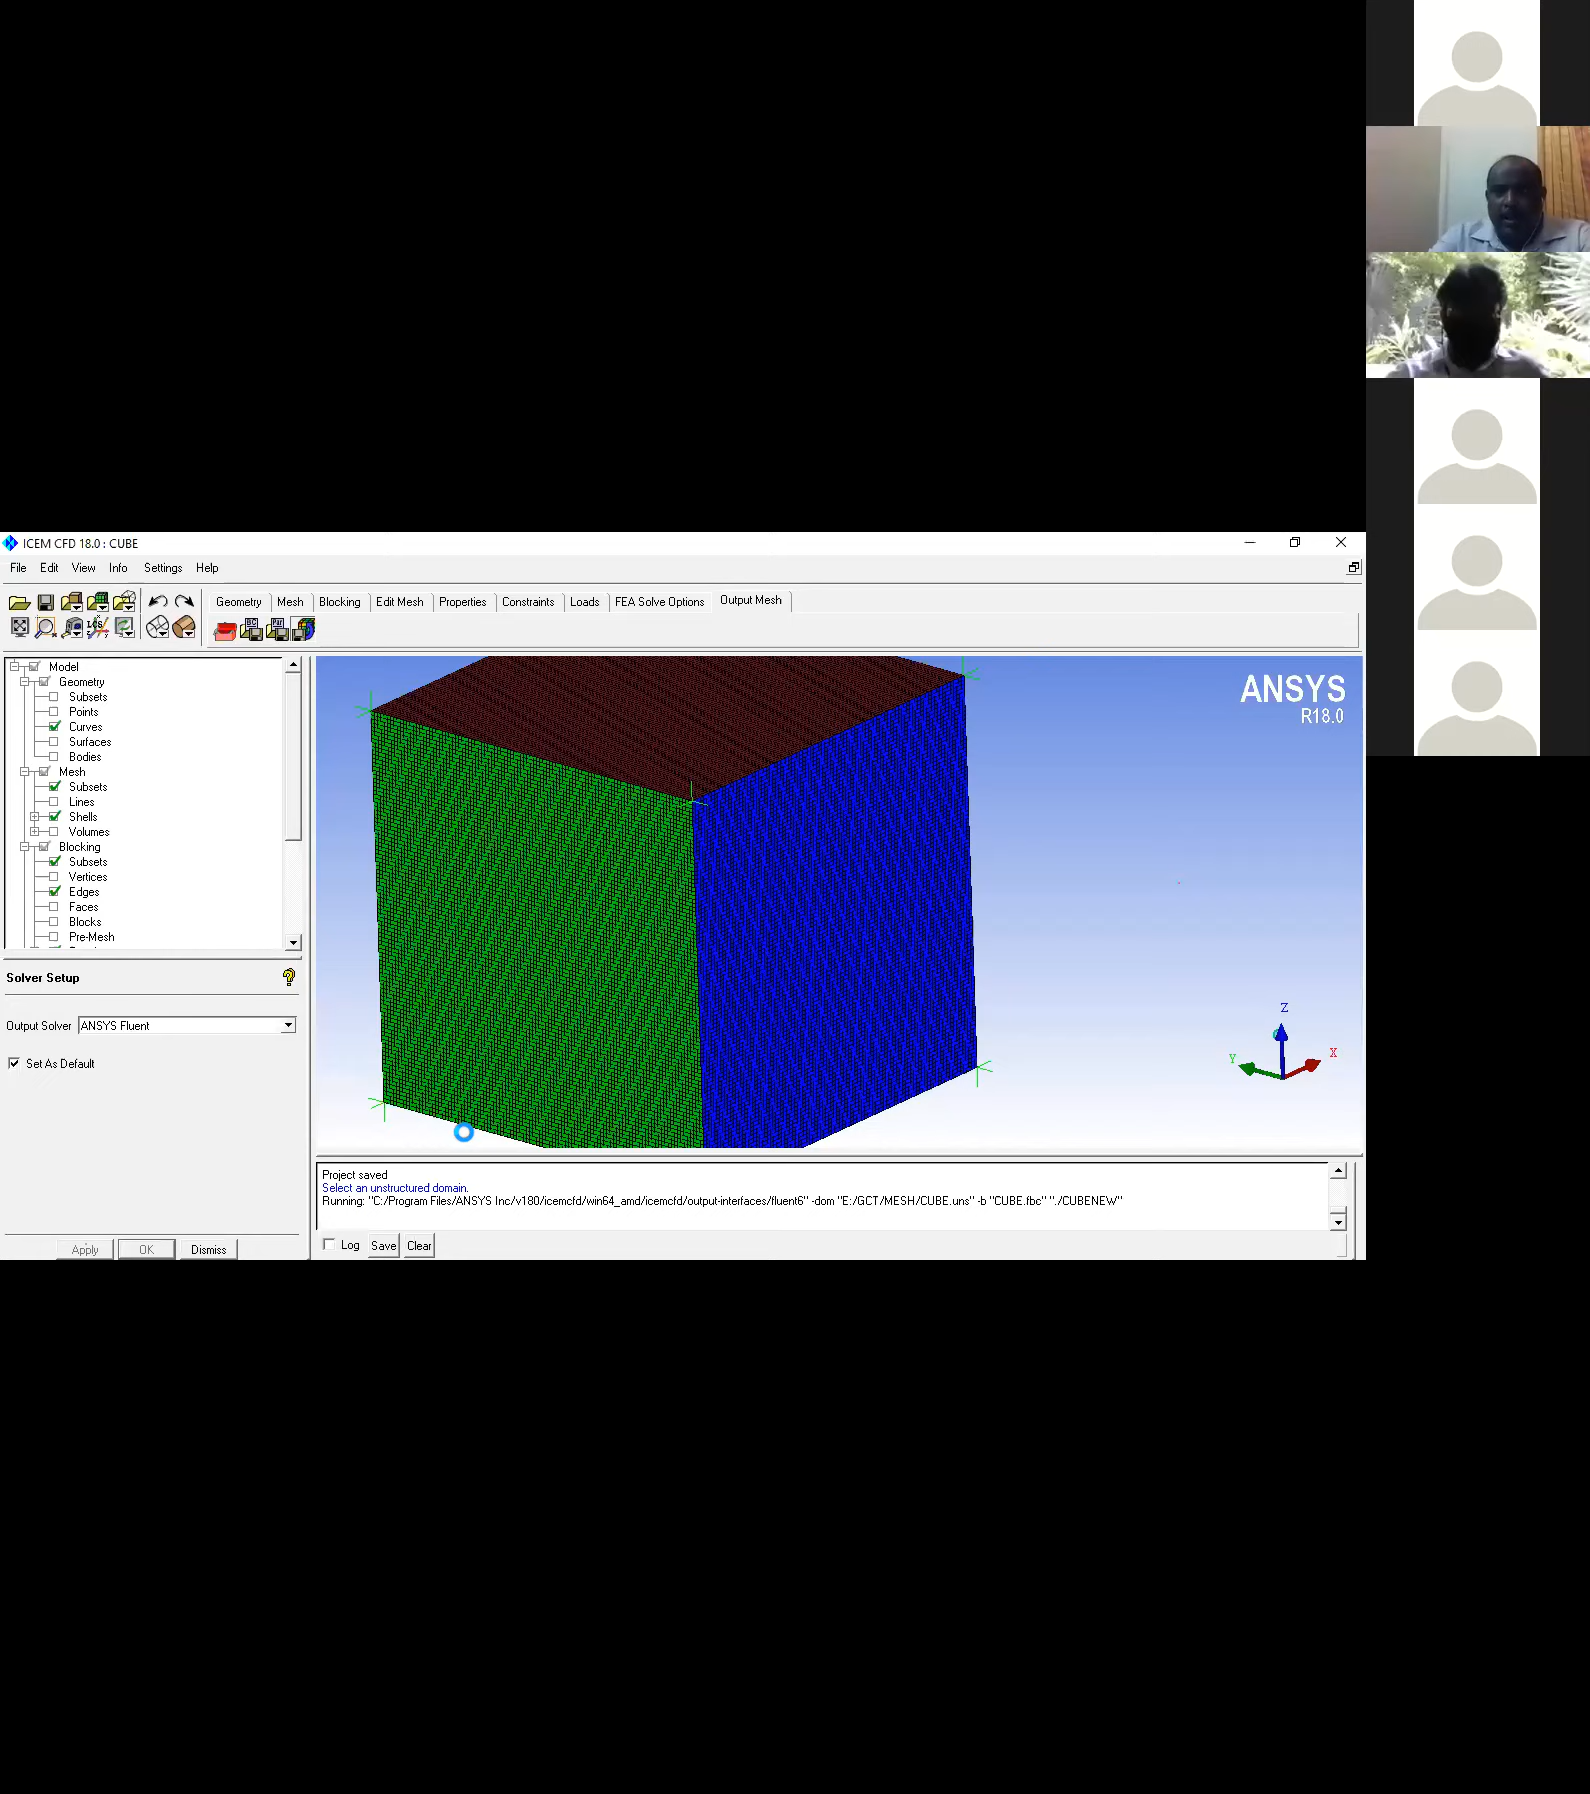 ICEM CFD 18.0 : CUBE
File Edit View Info Settings Help
Geometry Mesh Blocking Edit Mesh Properties Constraints Loads FEA Solve Options Output Mesh
LCS
BC
Par
Model
Geometry
Subsets
Points
Curves
Surfaces
Bodies
Mesh
Subsets
Lines
Shells
Volumes
Blocking
Subsets
Vertices
Edges
Faces
Blocks
Pre-Mesh
Solver Setup
Output Solver ANSYS Fluent
Set As Default
Apply OK Dismiss
ANSYS
R18.0
Z
Y
X
Project saved
Select an unstructured domain.
Running: "C:/Program Files/ANSYS Inc/v180/icemcfd/win64_amd/icemcfd/output-interfaces/fluent6" -dom "E:/GCT/MESH/CUBE.uns" -b "CUBE.fbc" "./CUBENEW"
Log Save Clear